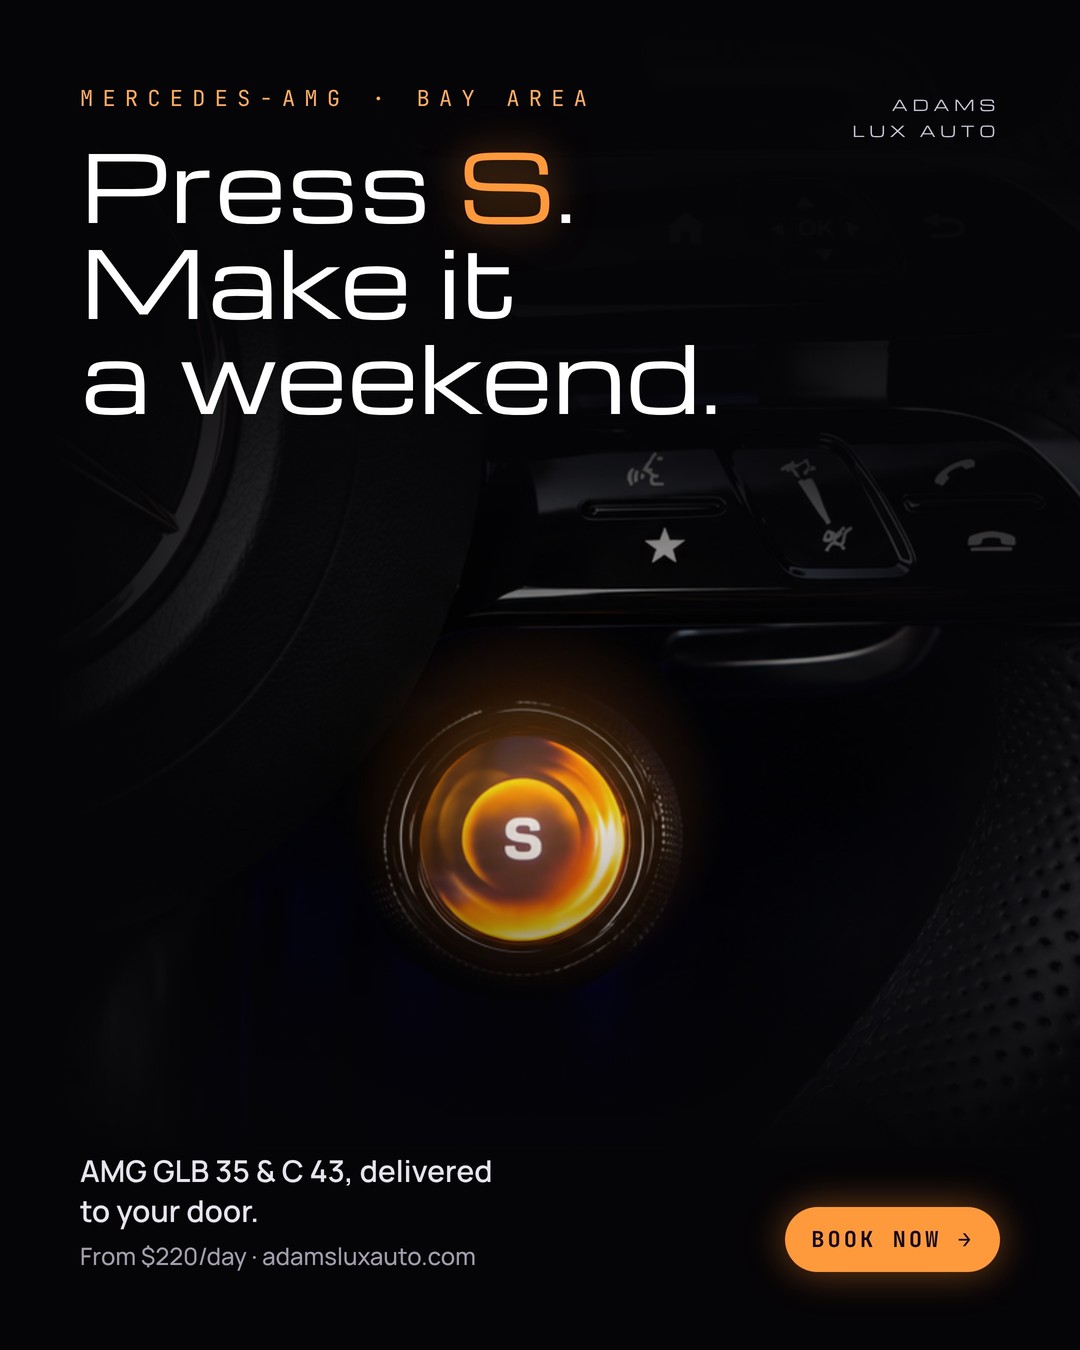 MERCEDES-AMG · BAY AREA
ADAMS
LUX AUTO
Press S.
Make it
a weekend.
OK
S
AMG GLB 35 & C 43, delivered
to your door.
From $220/day · adamsluxauto.com
BOOK NOW →